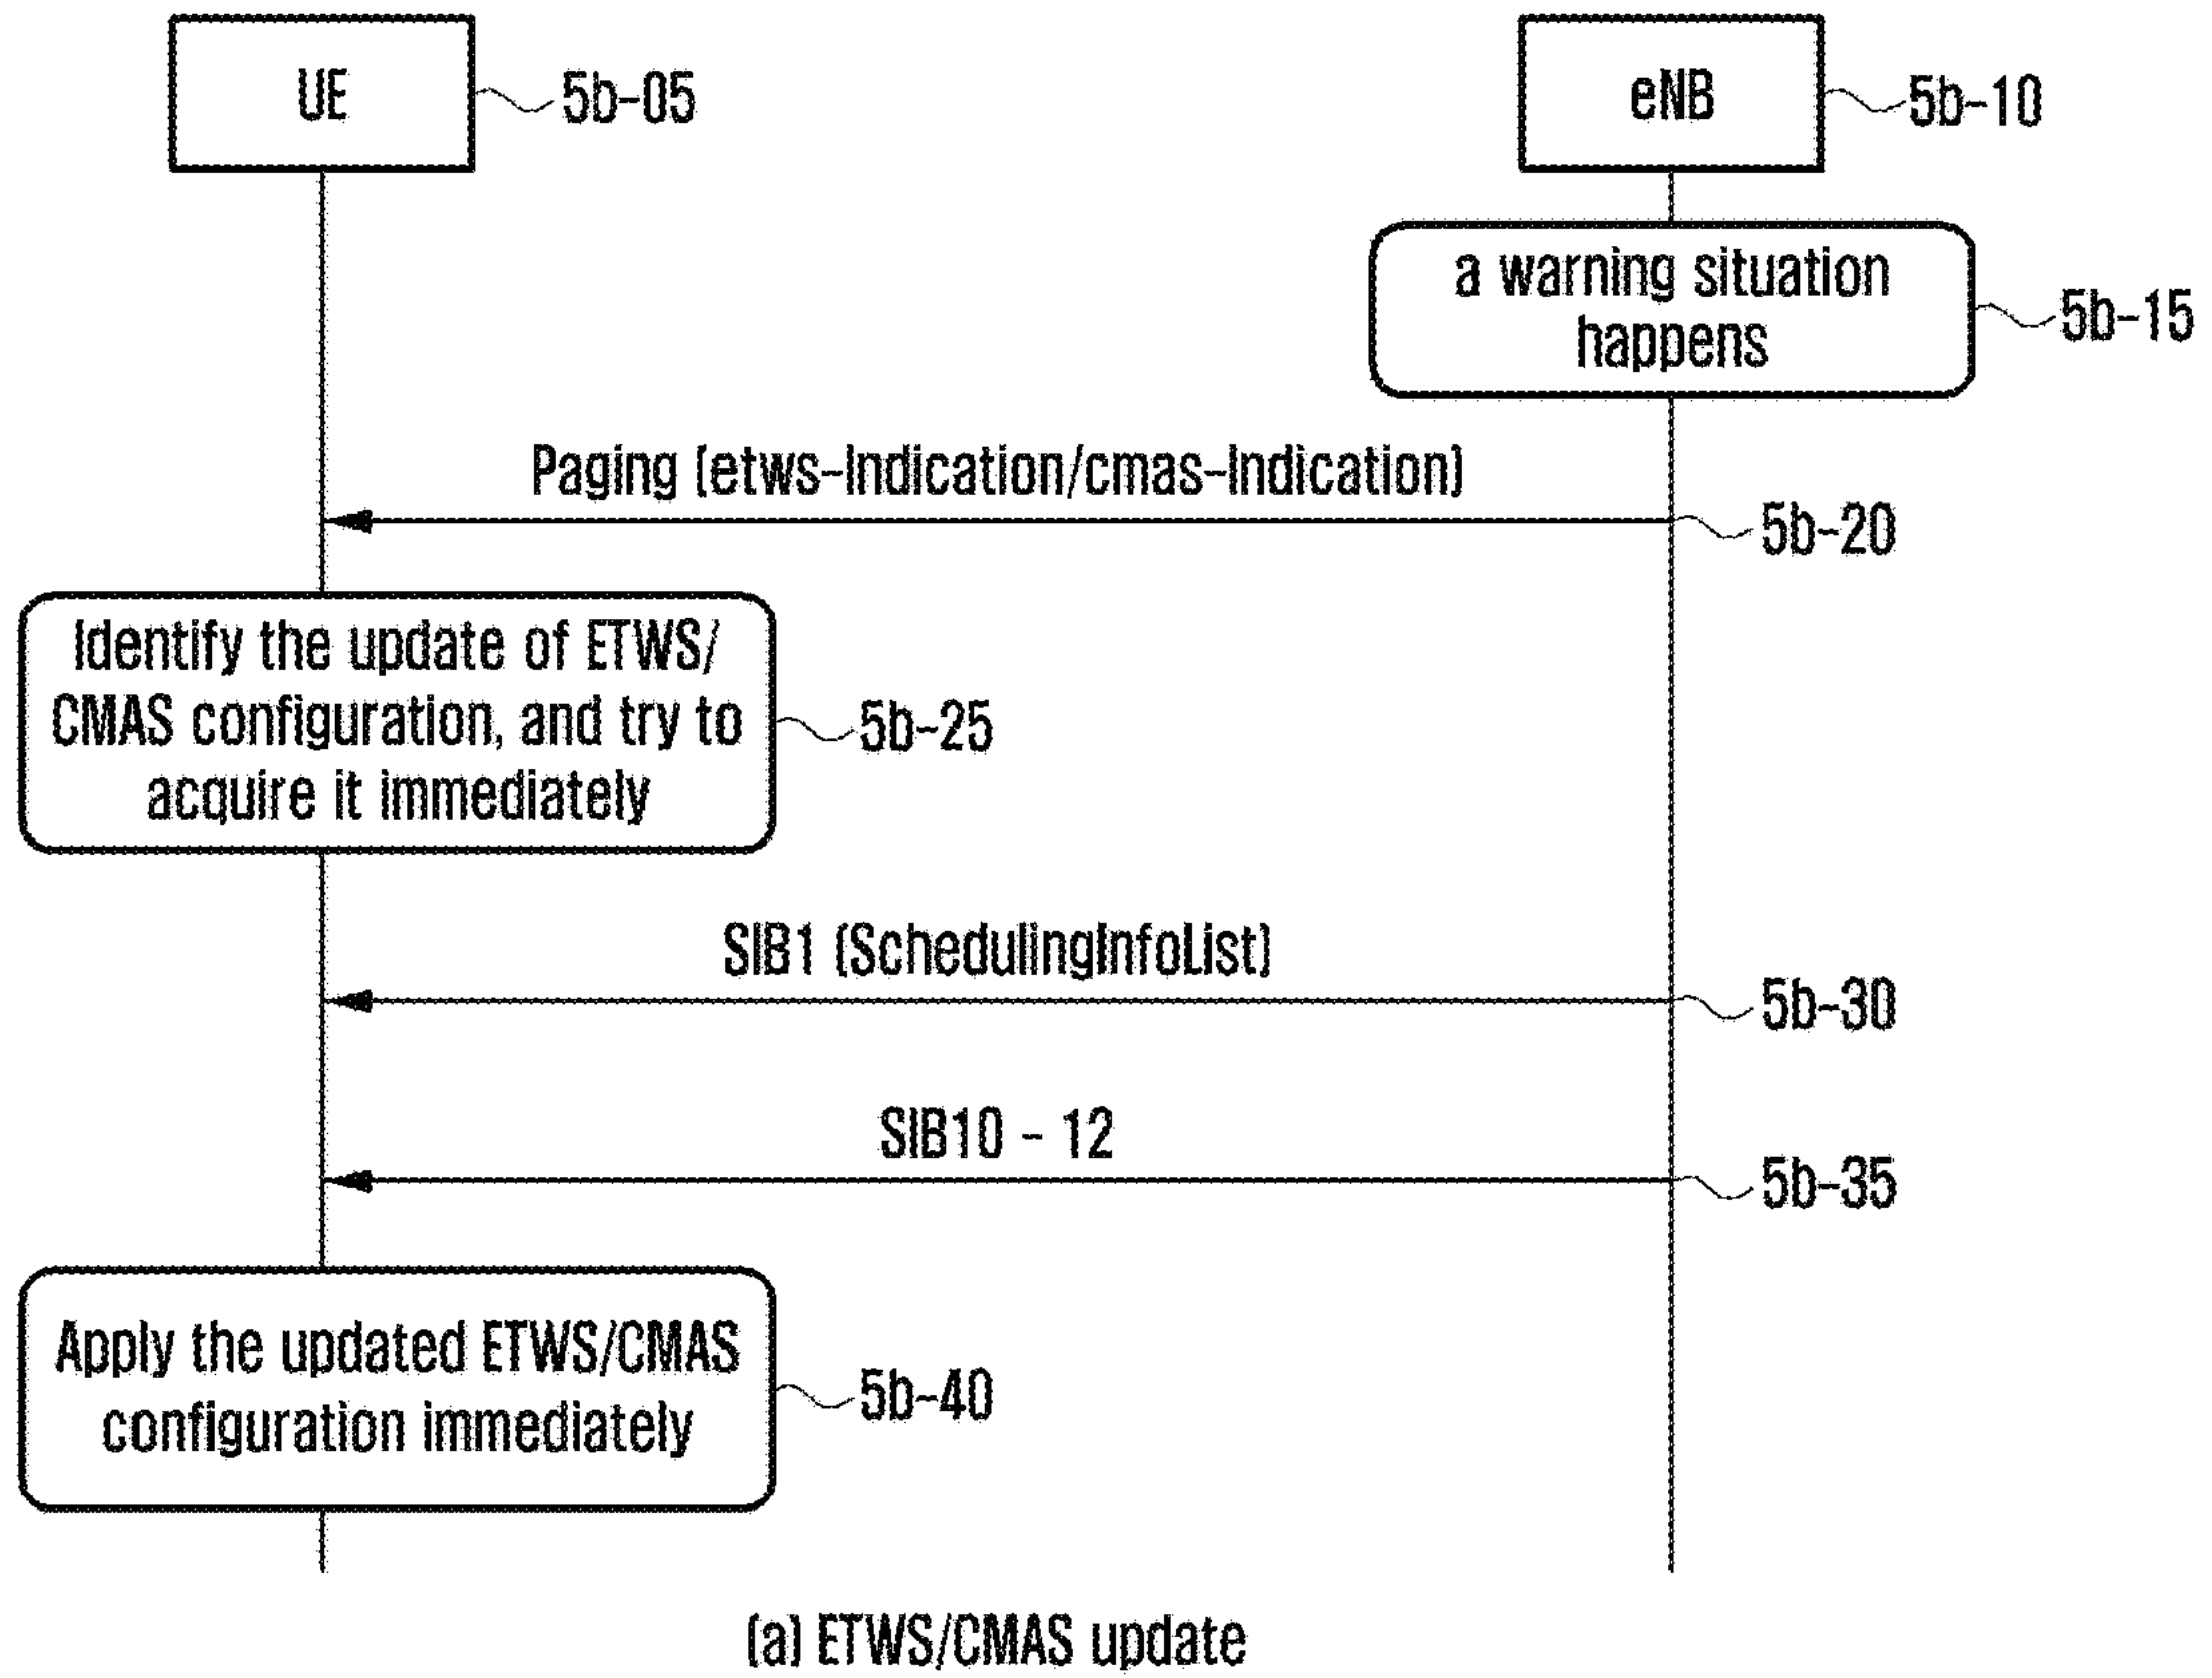 UE
5b-05
eNB
5b-10
a warning situation
happens
5b-15
Paging (etws-Indication/cmas-Indication)
5b-20
Identify the update of ETWS/
CMAS configuration, and try to
acquire it immediately
5b-25
SIB1 (SchedulingInfoList)
5b-30
SIB10 - 12
5b-35
Apply the updated ETWS/CMAS
configuration immediately
5b-40
(a) ETWS/CMAS update